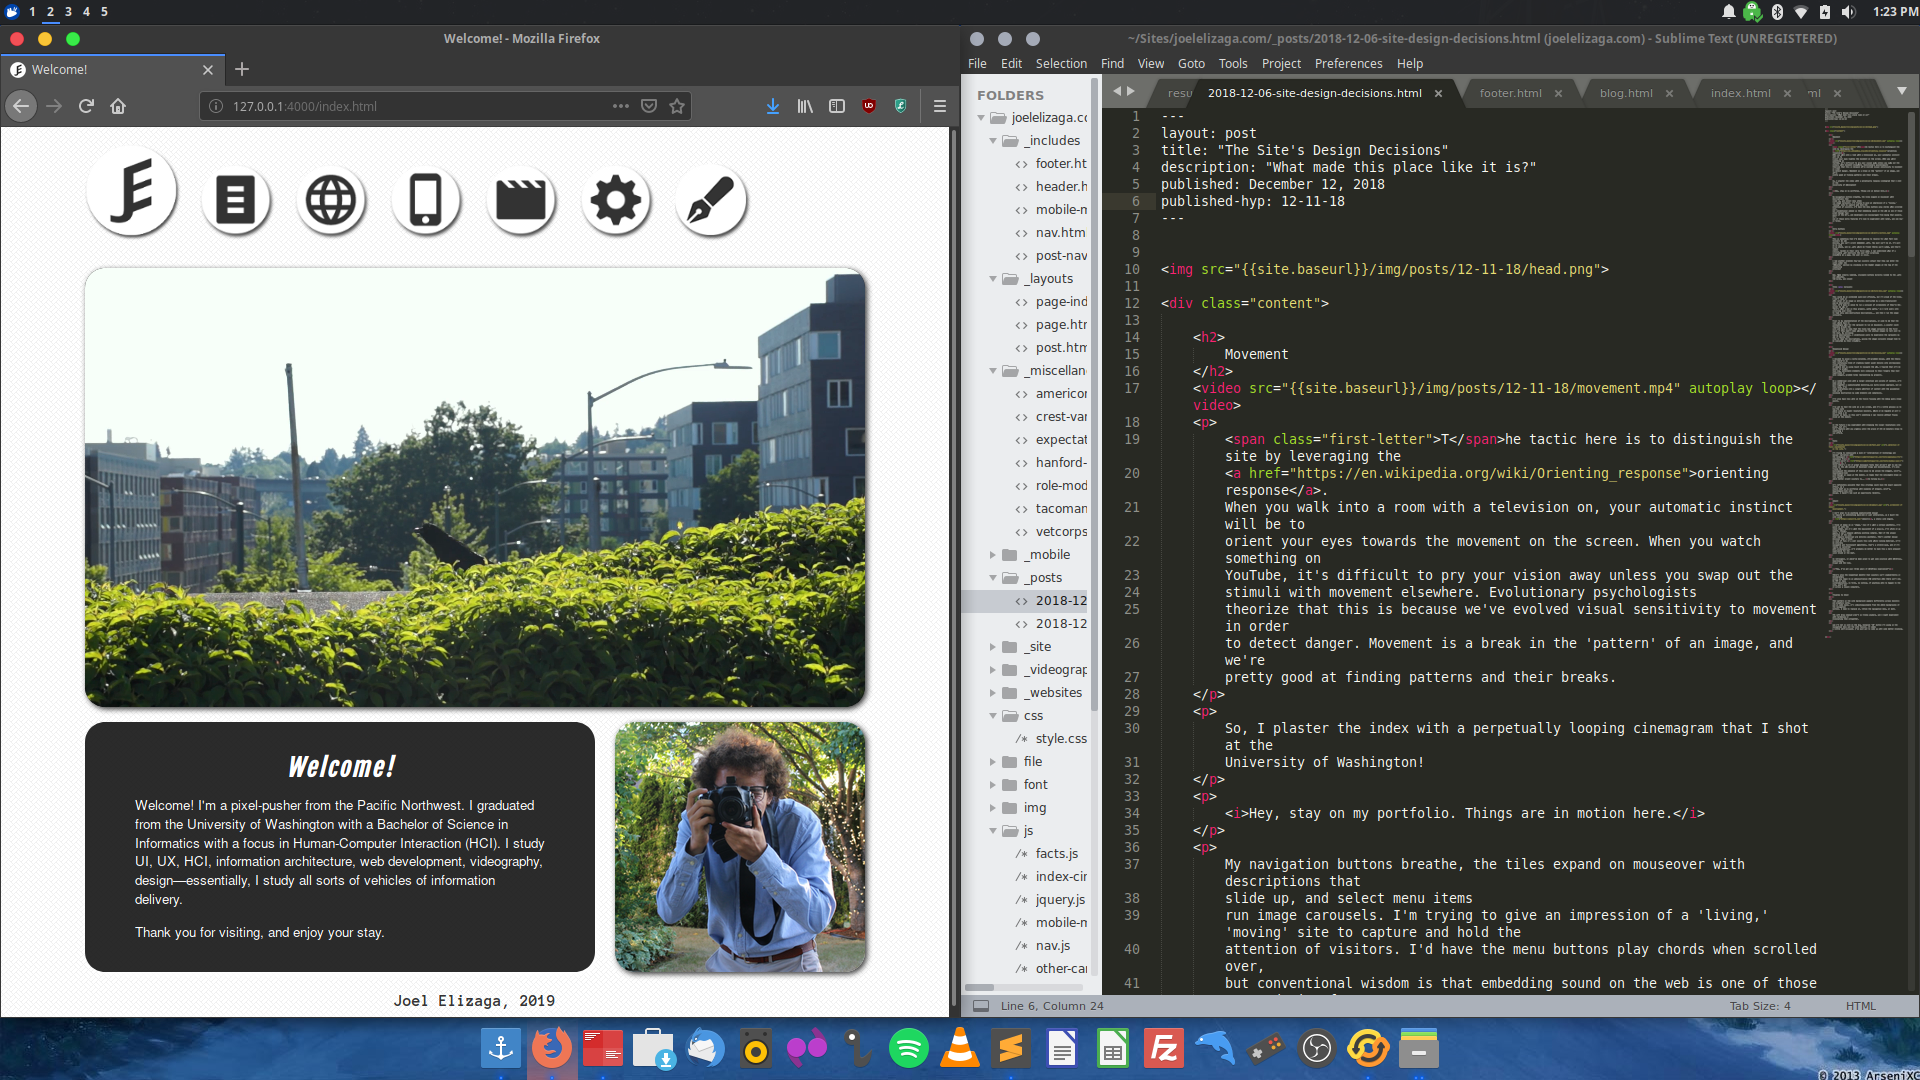 1 2 3 4 5
1:23 PM
Welcome! - Mozilla Firefox
Welcome!
127.0.0.1:4000/index.html
Welcome!
Welcome! I'm a pixel-pusher from the Pacific Northwest. I graduated
from the University of Washington with a Bachelor of Science in
Informatics with a focus in Human-Computer Interaction (HCI). I study
UI, UX, HCI, information architecture, web development, videography,
design—essentially, I study all sorts of vehicles of information
delivery.
Thank you for visiting, and enjoy your stay.
Joel Elizaga, 2019
~/Sites/joelelizaga.com/_posts/2018-12-06-site-design-decisions.html (joelelizaga.com) - Sublime Text (UNREGISTERED)
File Edit Selection Find View Goto Tools Project Preferences Help
FOLDERS
joelelizaga.co
_includes
footer.ht
header.h
mobile-m
nav.htm
post-nav
_layouts
page-ind
page.htm
post.htm
_miscellan
americor
crest-var
expectat
hanford-
role-mod
tacoman
vetcorps
_mobile
_posts
2018-12
2018-12
_site
_videograp
_websites
css
style.css
file
font
img
js
facts.js
index-cir
jquery.js
mobile-m
nav.js
other-car
resu 2018-12-06-site-design-decisions.html footer.html blog.html index.html ml
1 ---
2 layout: post
3 title: "The Site's Design Decisions"
4 description: "What made this place like it is?"
5 published: December 12, 2018
6 published-hyp: 12-11-18
7 ---
8
9
10 <img src="{{site.baseurl}}/img/posts/12-11-18/head.png">
11
12 <div class="content">
13
14 <h2>
15 Movement
16 </h2>
17 <video src="{{site.baseurl}}/img/posts/12-11-18/movement.mp4" autoplay loop></
video>
18 <p>
19 <span class="first-letter">T</span>he tactic here is to distinguish the
site by leveraging the
20 <a href="https://en.wikipedia.org/wiki/Orienting_response">orienting
response</a>.
21 When you walk into a room with a television on, your automatic instinct
will be to
22 orient your eyes towards the movement on the screen. When you watch
something on
23 YouTube, it's difficult to pry your vision away unless you swap out the
24 stimuli with movement elsewhere. Evolutionary psychologists
25 theorize that this is because we've evolved visual sensitivity to movement
in order
26 to detect danger. Movement is a break in the 'pattern' of an image, and
we're
27 pretty good at finding patterns and their breaks.
28 </p>
29 <p>
30 So, I plaster the index with a perpetually looping cinemagram that I shot
at the
31 University of Washington!
32 </p>
33 <p>
34 <i>Hey, stay on my portfolio. Things are in motion here.</i>
35 </p>
36 <p>
37 My navigation buttons breathe, the tiles expand on mouseover with
descriptions that
38 slide up, and select menu items
39 run image carousels. I'm trying to give an impression of a 'living,'
'moving' site to capture and hold the
40 attention of visitors. I'd have the menu buttons play chords when scrolled
over,
41 but conventional wisdom is that embedding sound on the web is one of those
Line 6, Column 24
Tab Size: 4
HTML
© 2013 ArseniXC